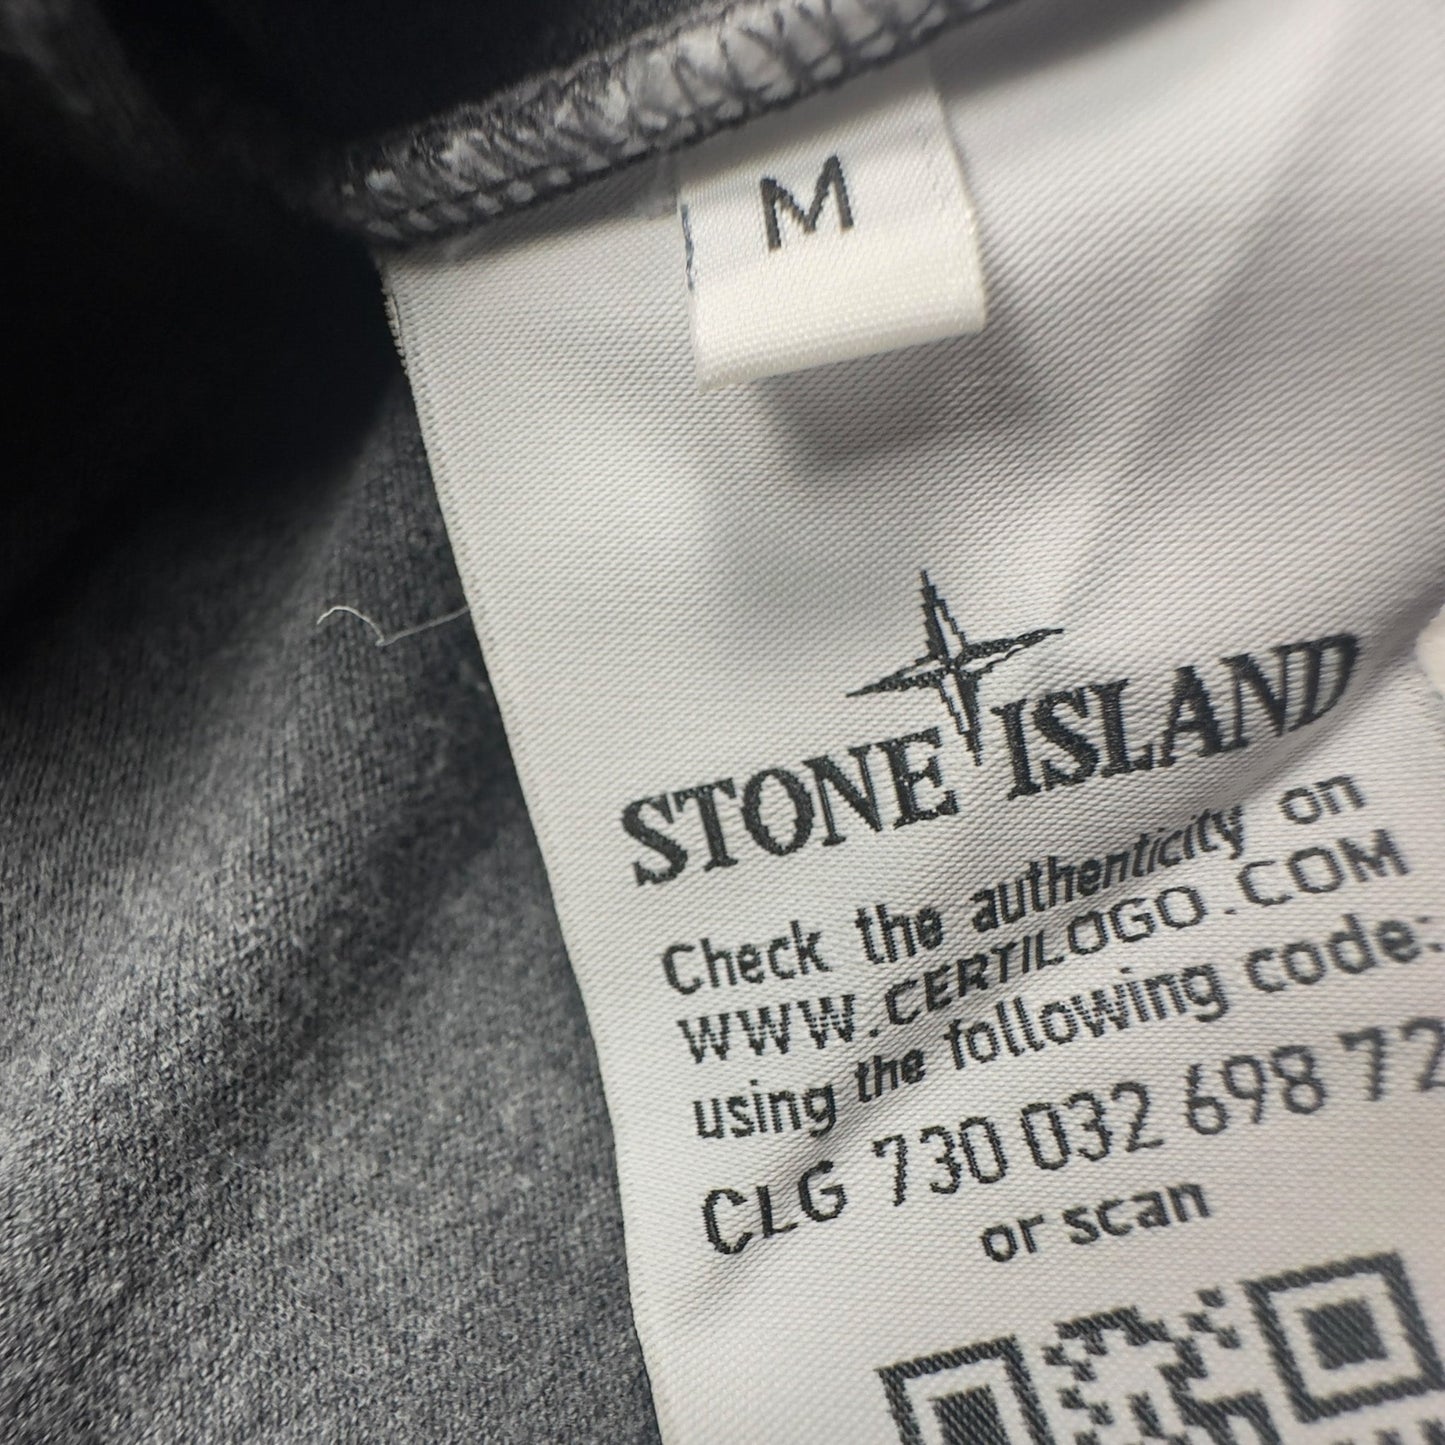 M
STONE ISLAND
Check the authenticity on
WWW.CERTILOGO.COM
using the following code:
CLG 730 032 698 72
or scan